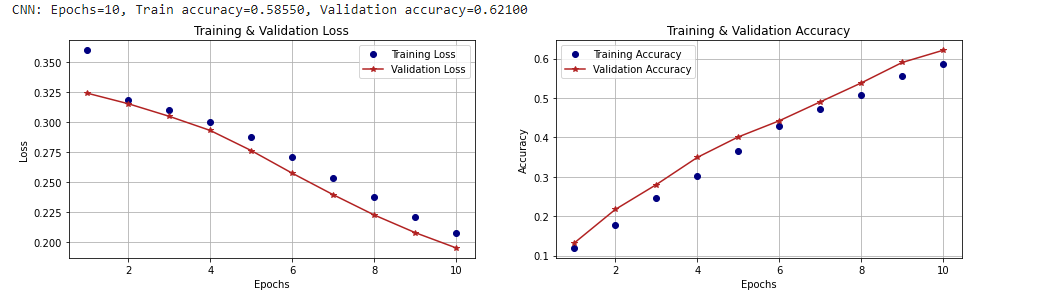 CNN: Epochs=10, Train accuracy=0.58550, Validation accuracy=0.62100
Training & Validation Loss
Training Loss
Validation Loss
Loss
0.350
0.325
0.300
0.275
0.250
0.225
0.200
2 4 6 8 10
Epochs
Training & Validation Accuracy
Training Accuracy
Validation Accuracy
Accuracy
0.6
0.5
0.4
0.3
0.2
0.1
2 4 6 8 10
Epochs